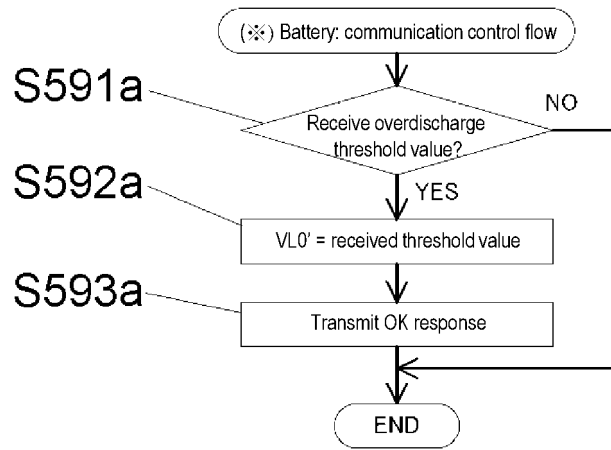 (※) Battery: communication control flow
S591a
NO
Receive overdischarge
threshold value?
S592a
YES
VL0’ = received threshold value
S593a
Transmit OK response
END